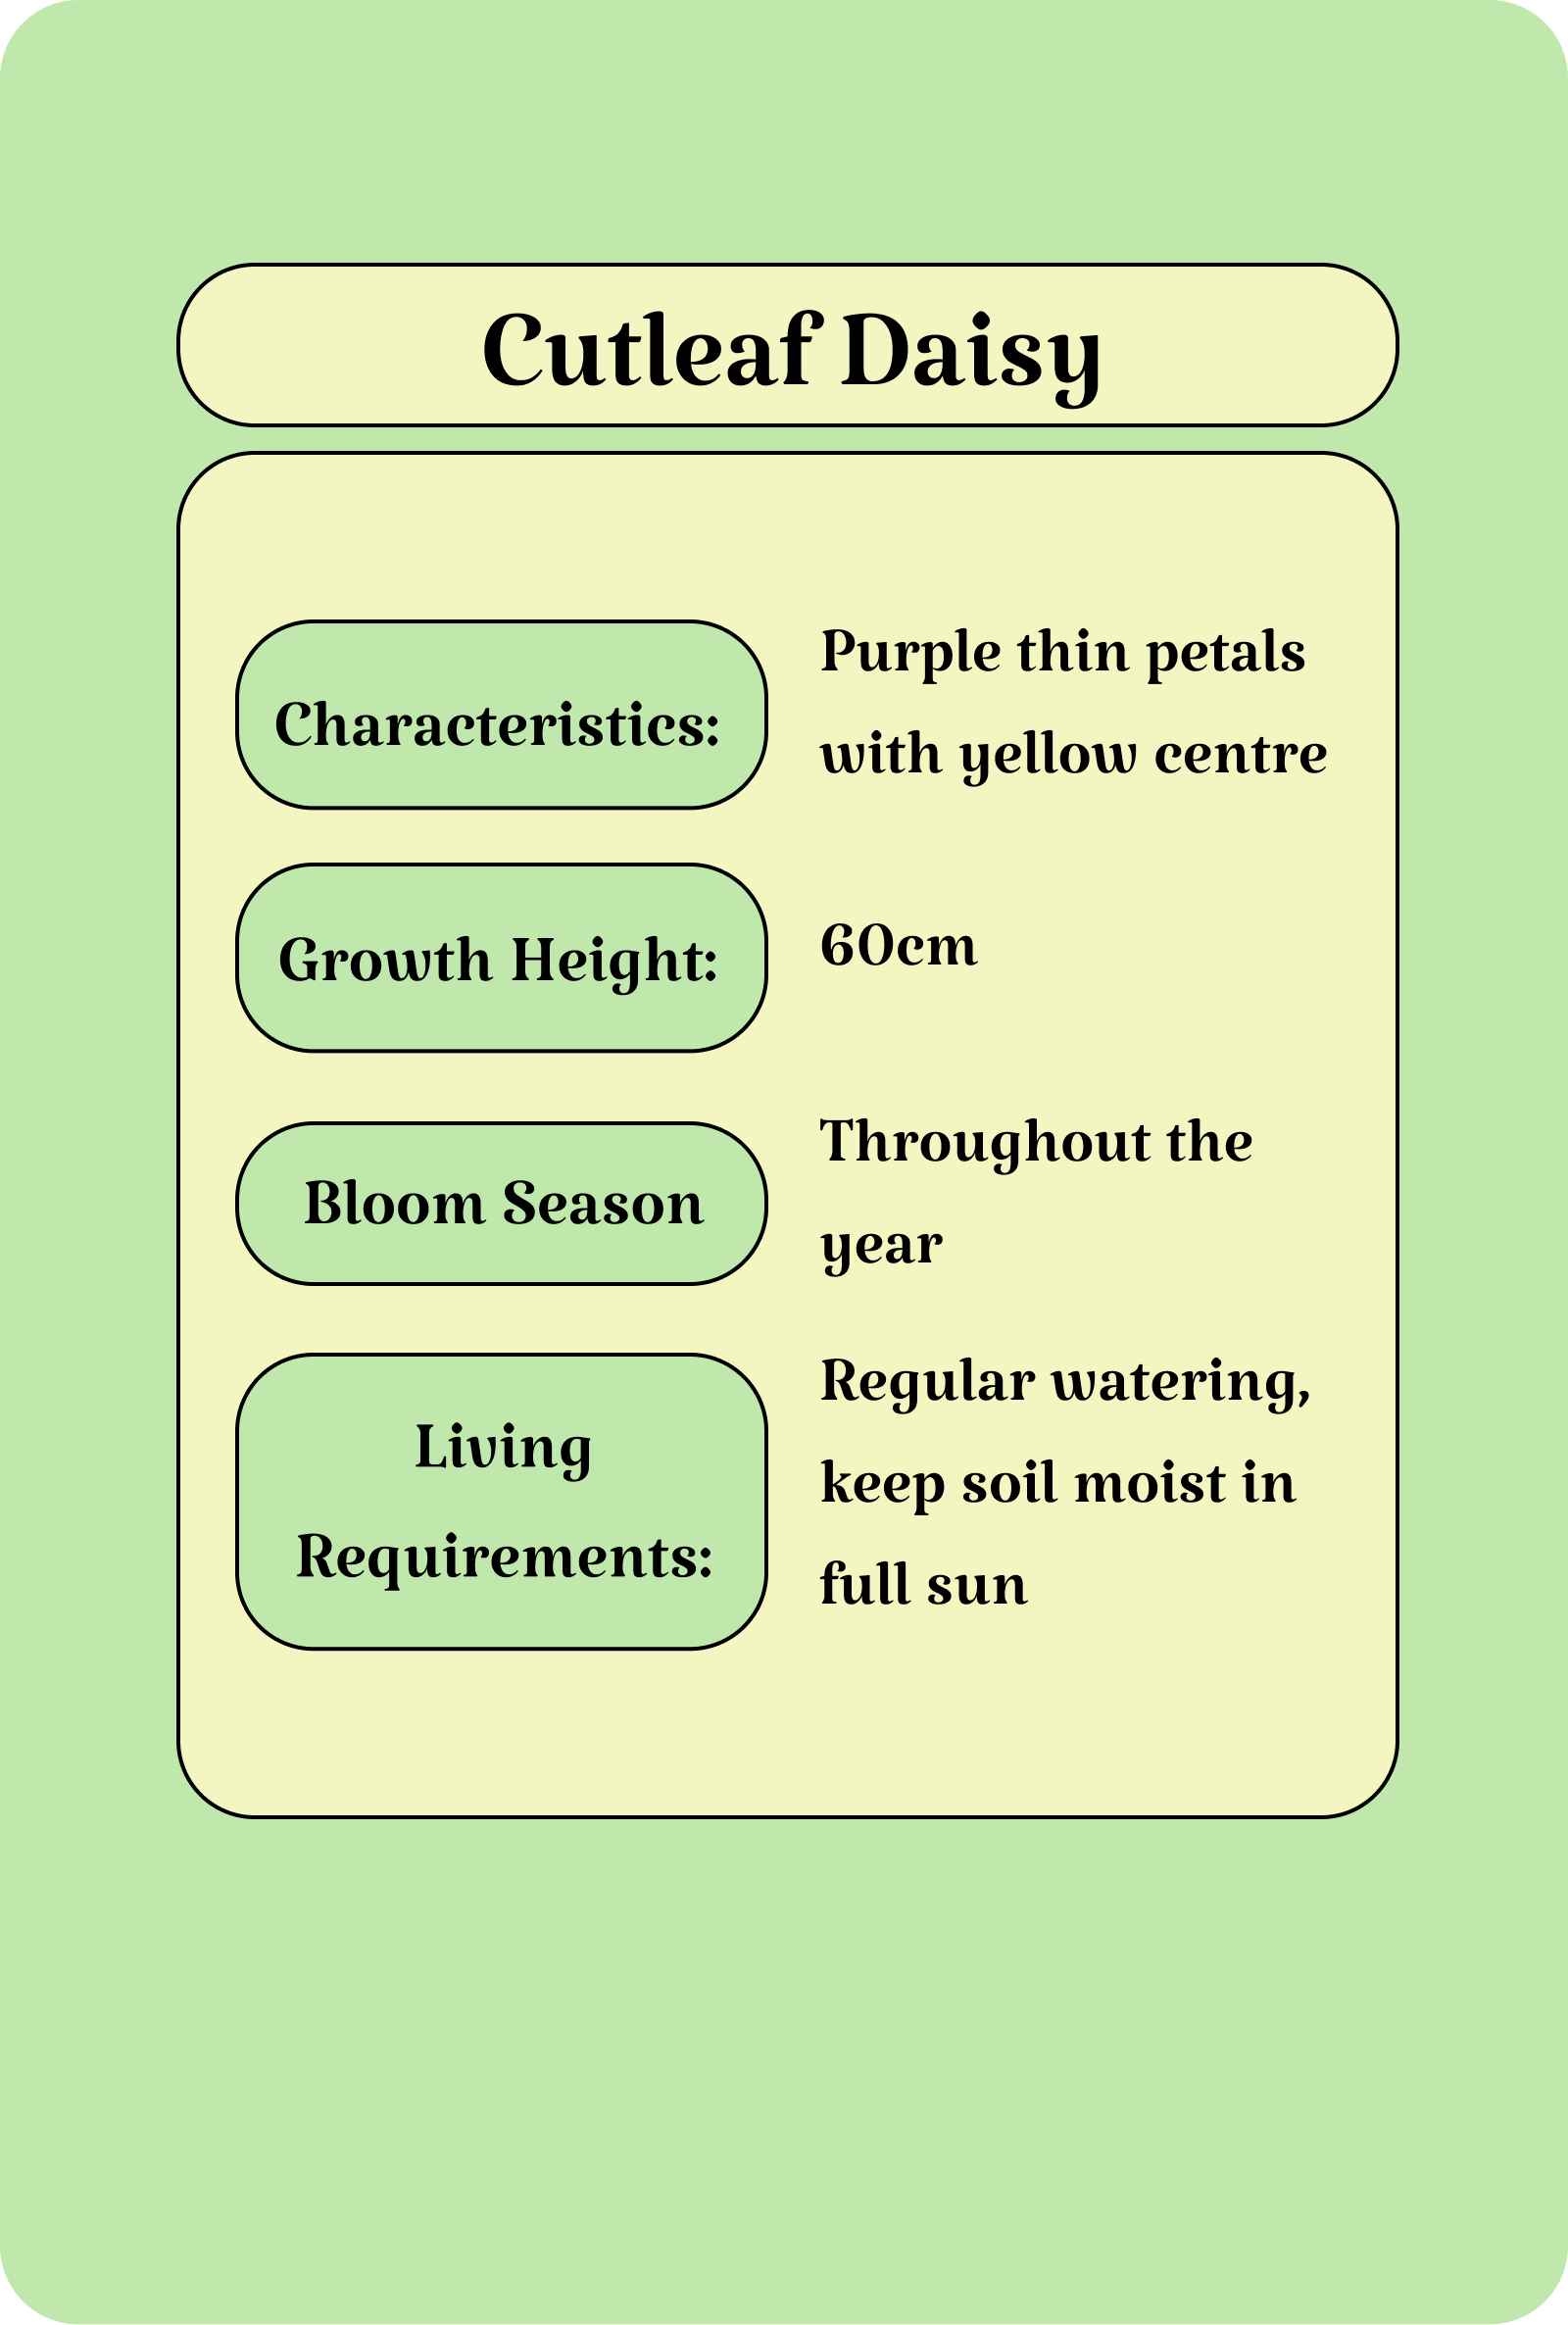 Cutleaf Daisy
Characteristics:
Purple thin petals
with yellow centre
Growth Height:
60cm
Bloom Season
Throughout the
year
Living
Requirements:
Regular watering,
keep soil moist in
full sun